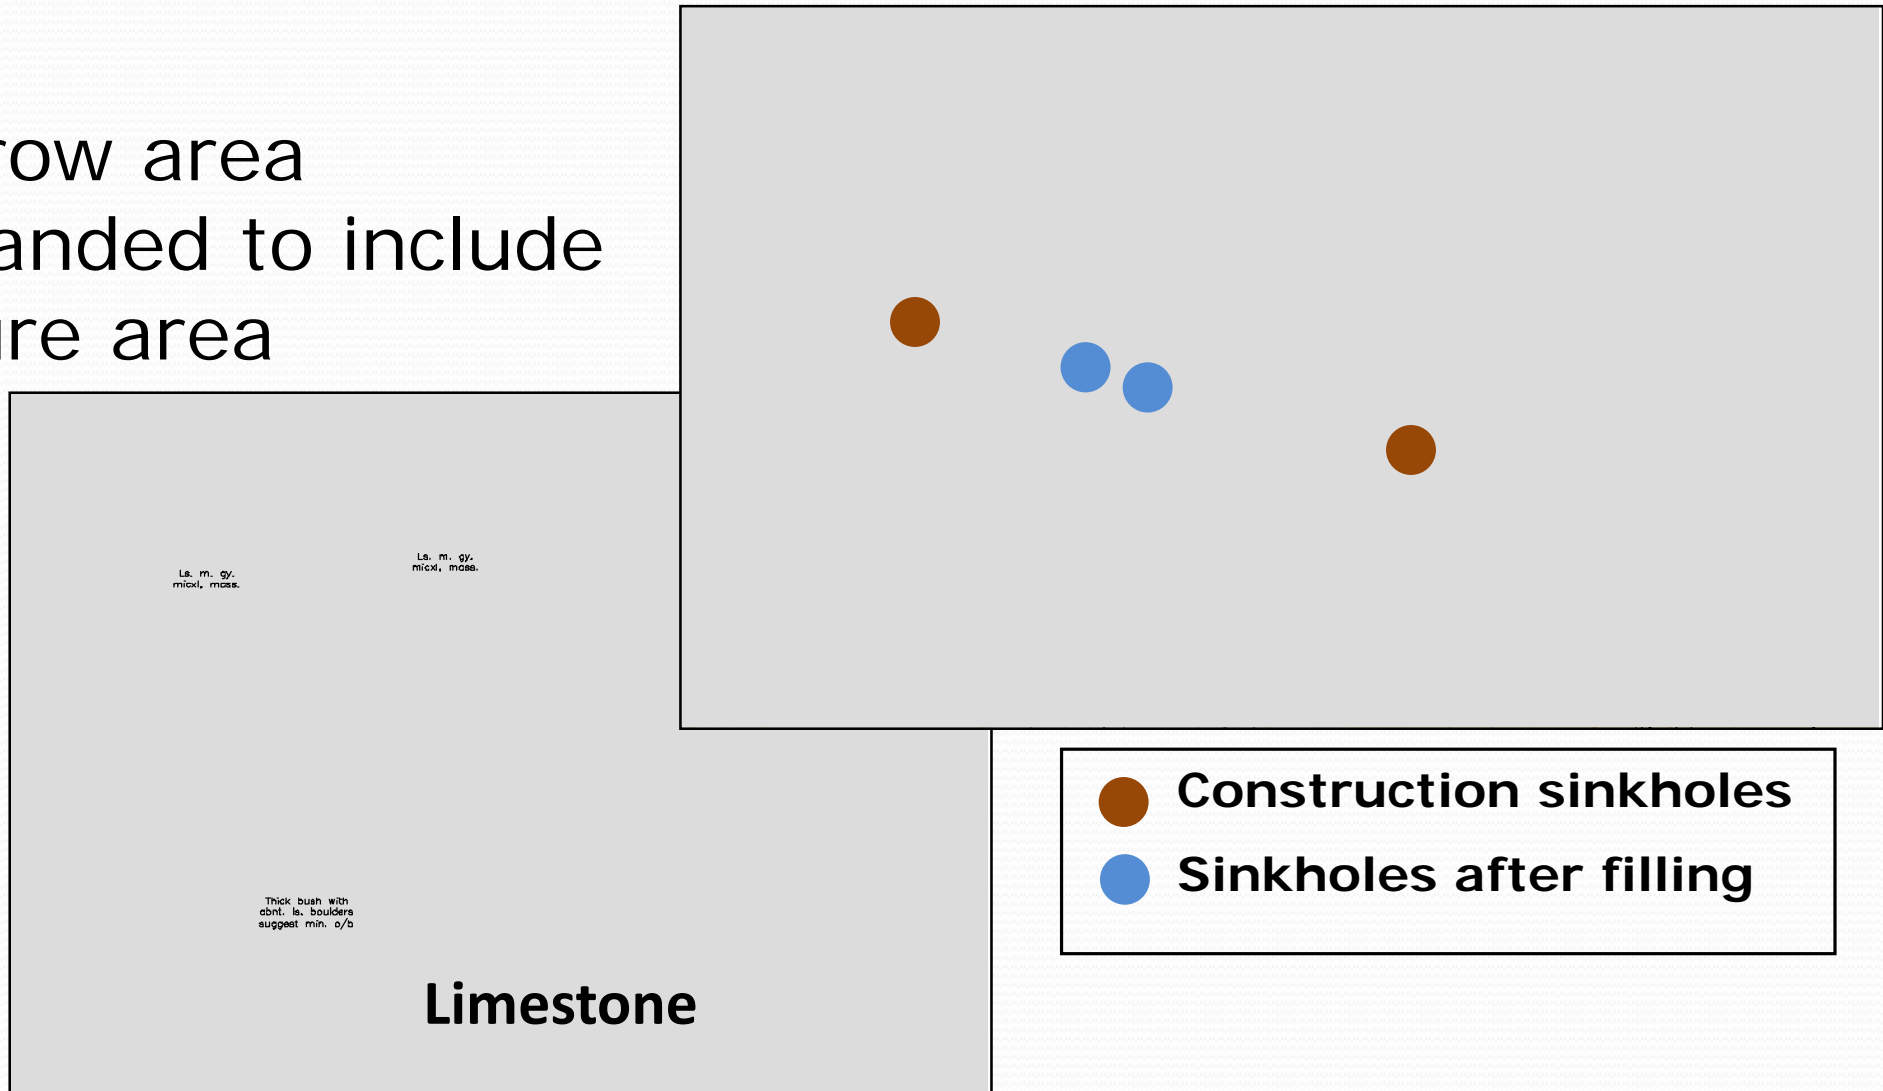 row area
anded to include
ure area
Ls. m. gy.
micxl, mass.
Ls. m. gy.
micxl, mass.
Thick bush with
abnt. ls. boulders
suggest min. o/b
Limestone
Construction sinkholes
Sinkholes after filling